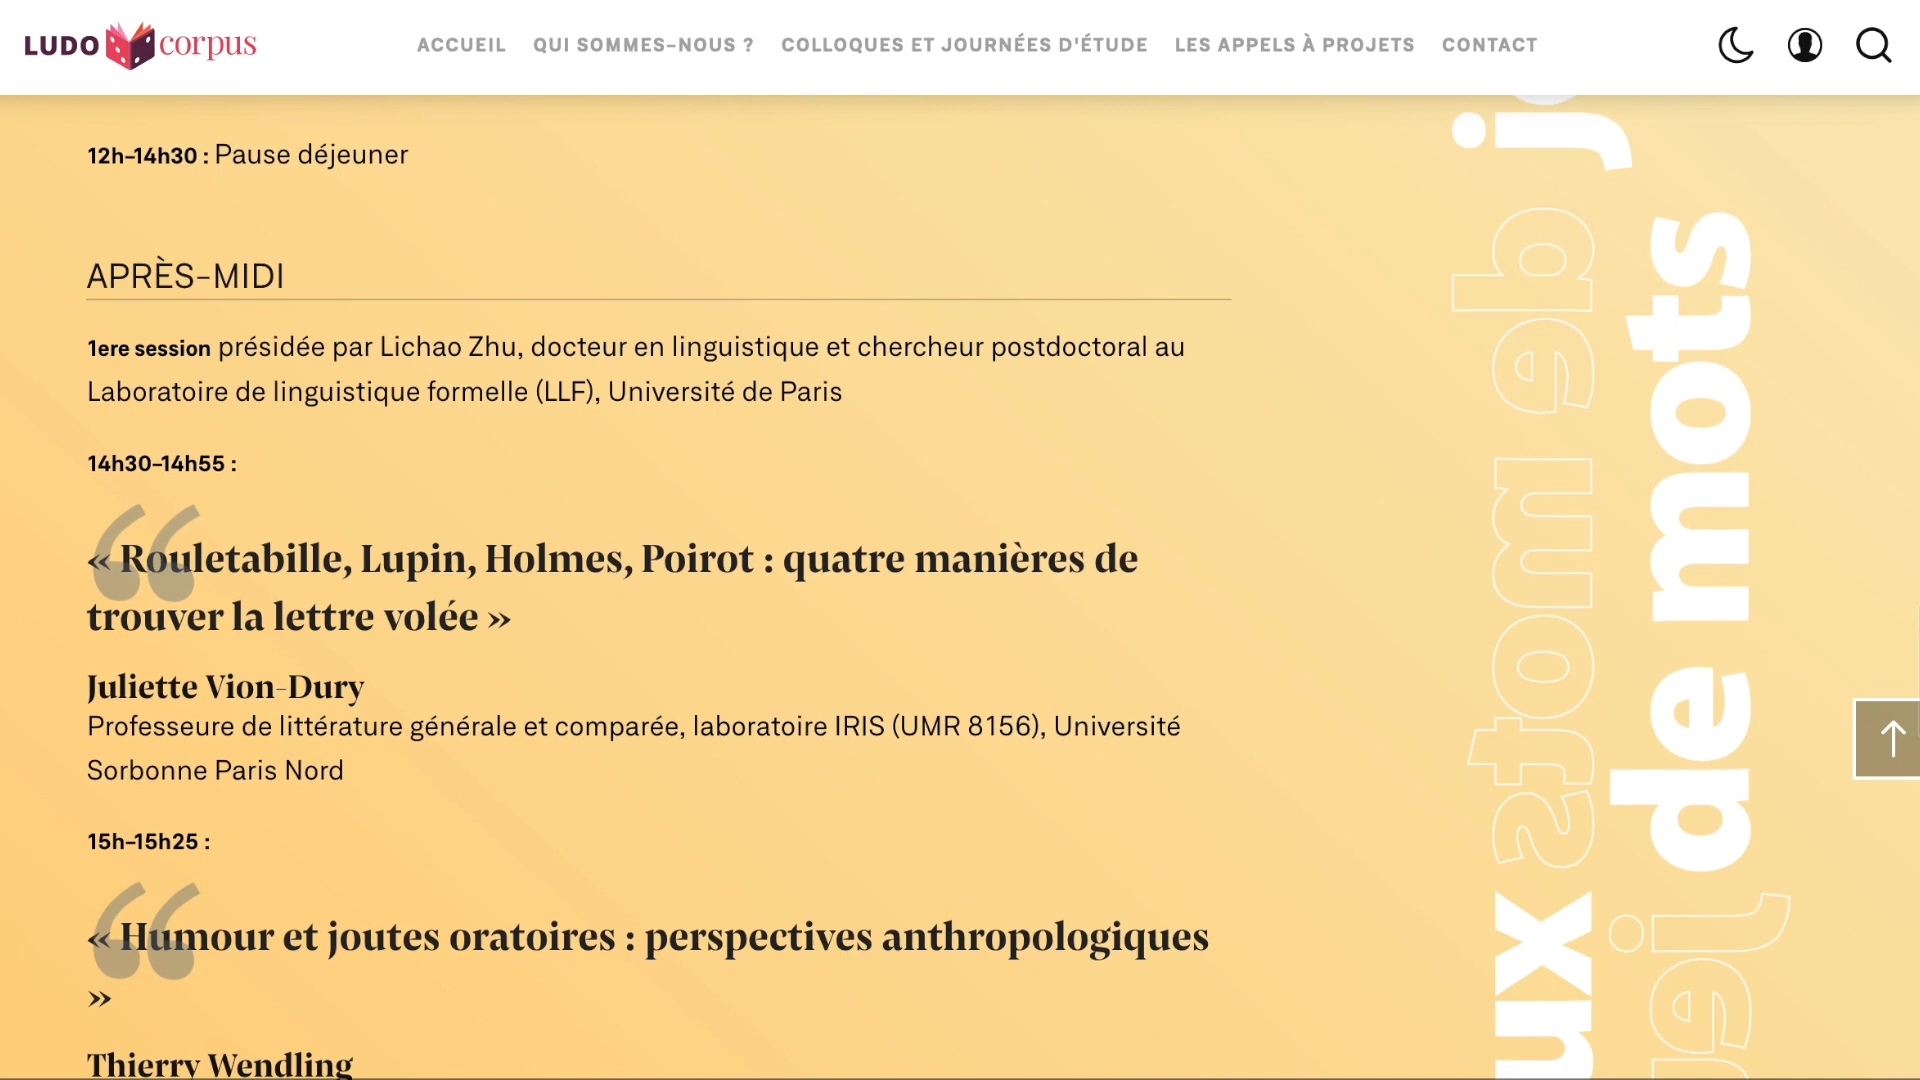 LUDO corpus
ACCUEIL QUI SOMMES-NOUS ? COLLOQUES ET JOURNÉES D'ÉTUDE LES APPELS À PROJETS CONTACT
12h-14h30 : Pause déjeuner
APRÈS-MIDI
1ere session présidée par Lichao Zhu, docteur en linguistique et chercheur postdoctoral au
Laboratoire de linguistique formelle (LLF), Université de Paris
14h30-14h55 :
« Rouletabille, Lupin, Holmes, Poirot : quatre manières de
trouver la lettre volée »
Juliette Vion-Dury
Professeure de littérature générale et comparée, laboratoire IRIS (UMR 8156), Université
Sorbonne Paris Nord
15h-15h25 :
« Humour et joutes oratoires : perspectives anthropologiques
»
Thierry Wendling
ux de mots j
jeu de mots